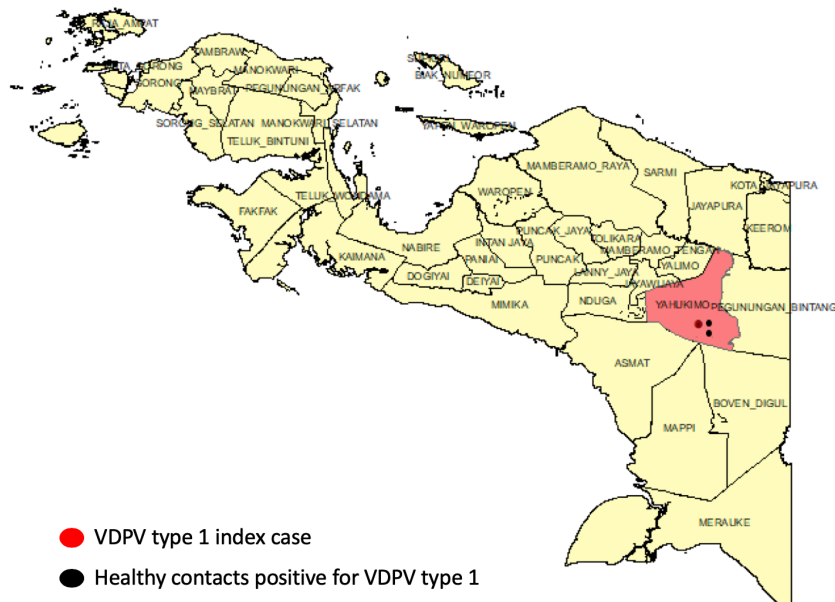 RAJA_AMPAT
TAMBRAW
KOTA_SORONG
MANOKWARI
SORONG
MAYBRAT
PEGUNUNGAN_ARFAK
SORONG_SELATAN
MANOKWARI_SELATAN
TELUK_BINTUNI
SUPIORI
BIAK_NUMFOR
YAPEN_WAROPEN
MAMBERAMO_RAYA
SARMI
KOTA_JAYAPURA
TELUK_WONDAMA
WAROPEN
JAYAPURA
FAKFAK
KEEROM
PUNCAK_JAYA
TOLIKARA
NABIRE
INTAN JAYA
MAMBERAMO_TENGAH
KAIMANA
PANIAI
PUNCAK
YALIMO
DOGIYAI
DEIYAI
LANNY_JAYA
JAYAWIJAYA
MIMIKA
NDUGA
YAHUKIMO
PEGUNUNGAN_BINTANG
ASMAT
BOVEN_DIGUL
MAPPI
MERAUKE
VDPV type 1 index case
Healthy contacts positive for VDPV type 1